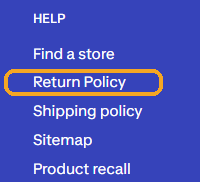 HELP
Find a store
Return Policy
Shipping policy
Sitemap
Product recall